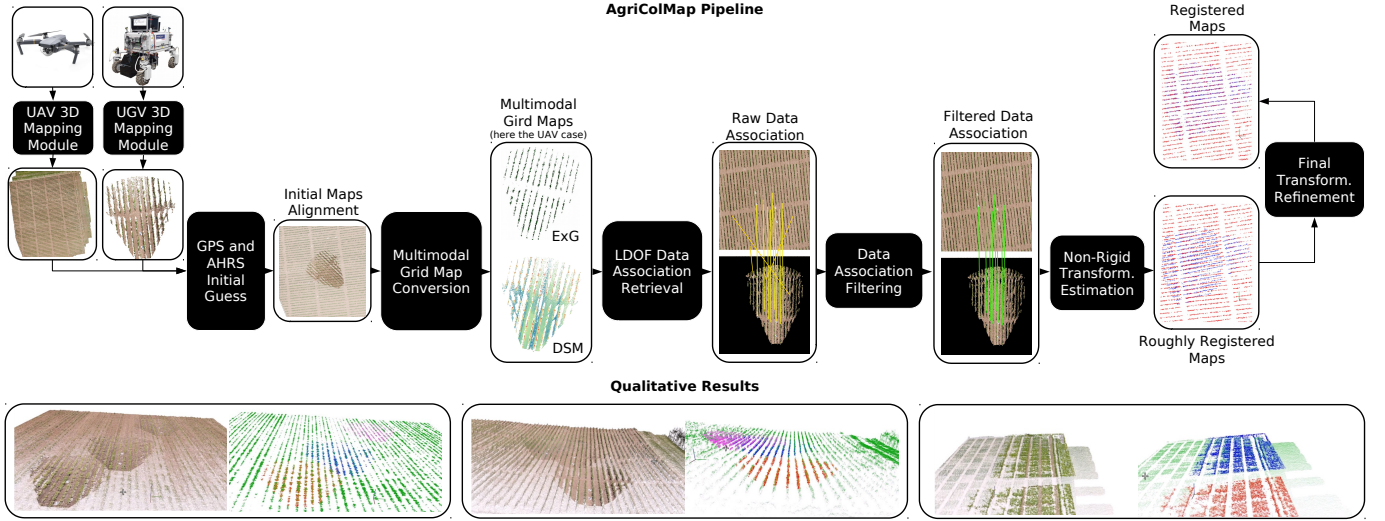 AgriColMap Pipeline
UAV 3D
Mapping
Module
UGV 3D
Mapping
Module
GPS and
AHRS
Initial
Guess
Initial Maps
Alignment
Multimodal
Grid Map
Conversion
Multimodal
Gird Maps
(here the UAV case)
ExG
DSM
LDOF Data
Association
Retrieval
Raw Data
Association
Data
Association
Filtering
Filtered Data
Association
Non-Rigid
Transform.
Estimation
Registered
Maps
Roughly Registered
Maps
Final
Transform.
Refinement
Qualitative Results